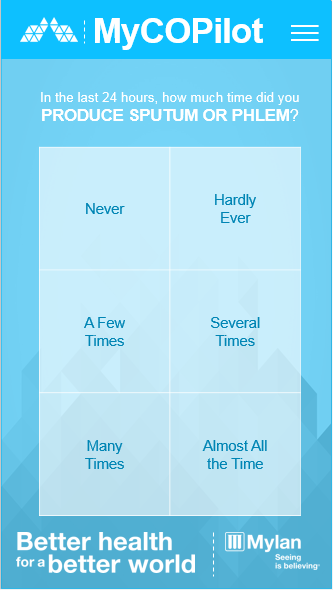 MyCOPilot
In the last 24 hours, how much time did you
PRODUCE SPUTUM OR PHLEM?
Never
Hardly
Ever
A Few
Times
Several
Times
Many
Times
Almost All
the Time
Better health
for a better world
Mylan
Seeing
is believing®